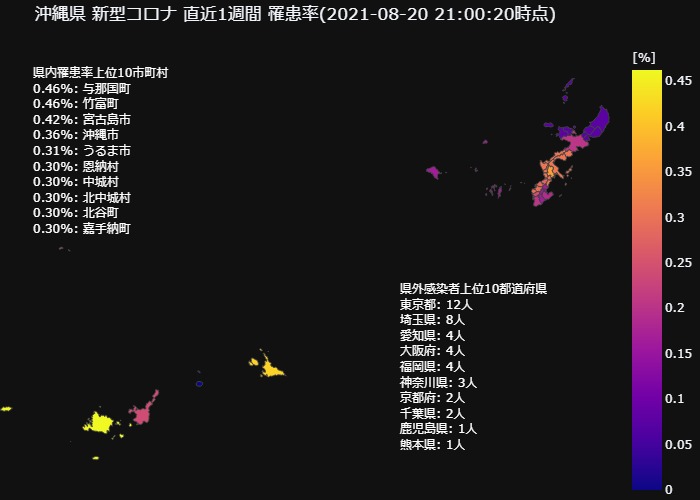 沖縄県 新型コロナ 直近1週間 罹患率(2021-08-20 21:00:20時点)
県内罹患率上位10市町村
0.46%: 与那国町
0.46%: 竹富町
0.42%: 宮古島市
0.36%: 沖縄市
0.31%: うるま市
0.30%: 恩納村
0.30%: 中城村
0.30%: 北中城村
0.30%: 北谷町
0.30%: 嘉手納町
県外感染者上位10都道府県
東京都: 12人
埼玉県: 8人
愛知県: 4人
大阪府: 4人
福岡県: 4人
神奈川県: 3人
京都府: 2人
千葉県: 2人
鹿児島県: 1人
熊本県: 1人
[%]
0.45
0.4
0.35
0.3
0.25
0.2
0.15
0.1
0.05
0